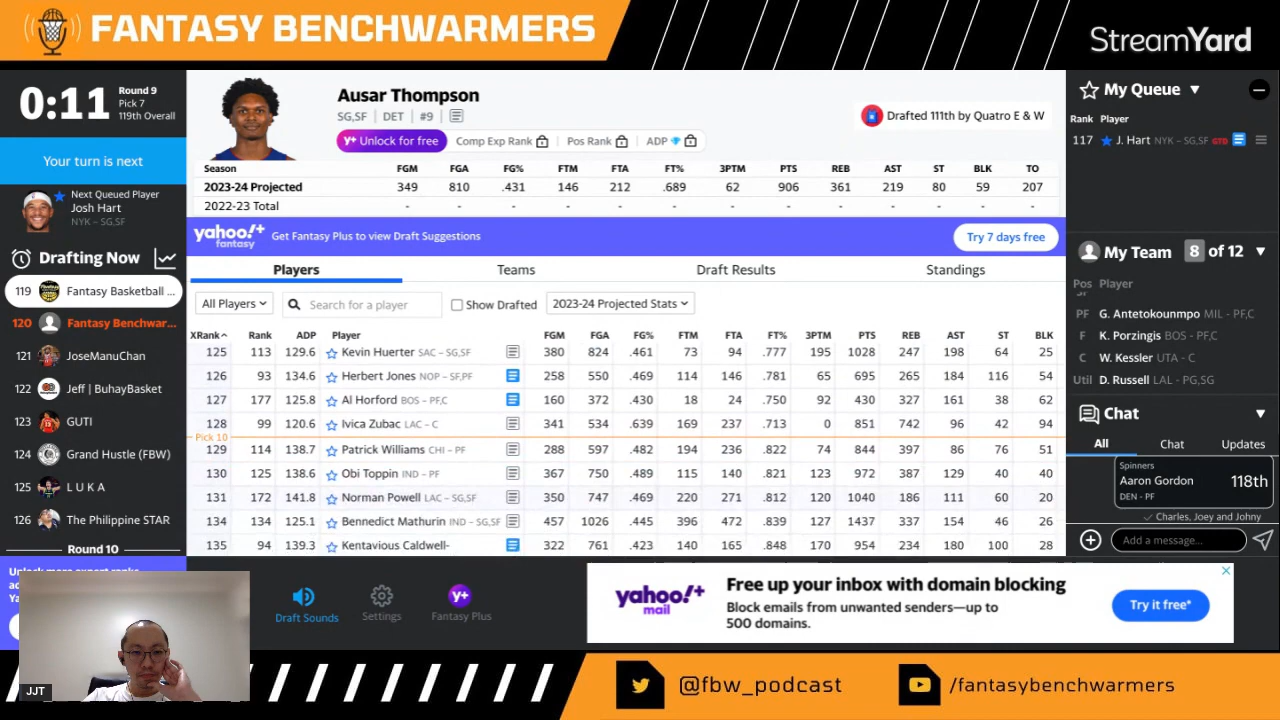 FANTASY BENCHWARMERS
StreamYard
0:11
Round 9
Pick 7
119th Overall
Your turn is next
Next Queued Player
Josh Hart
NYK – SG,SF
Drafting Now
119 Fantasy Basketball ...
120 Fantasy Benchwar...
121 JoseManuChan
122 Jeff | BuhayBasket
123 GUTI
124 Grand Hustle (FBW)
125 L U K A
126 The Philippine STAR
Round 10
Ausar Thompson
SG,SF | DET | #9
Y+ Unlock for free Comp Exp Rank Pos Rank ADP
Drafted 111th by Quatro E & W
Season FGM FGA FG% FTM FTA FT% 3PTM PTS REB AST ST BLK TO
2023-24 Projected 349 810 .431 146 212 .689 62 906 361 219 80 59 207
2022-23 Total - - - - - - - - - - - - -
yahoo!+ fantasy Get Fantasy Plus to view Draft Suggestions Try 7 days free
Players Teams Draft Results Standings
All Players Search for a player Show Drafted 2023-24 Projected Stats
XRank Rank ADP Player FGM FGA FG% FTM FTA FT% 3PTM PTS REB AST ST BLK
125 113 129.6 Kevin Huerter SAC – SG,SF 380 824 .461 73 94 .777 195 1028 247 198 64 25
126 93 134.6 Herbert Jones NOP – SF,PF 258 550 .469 114 146 .781 65 695 265 184 116 54
127 177 125.8 Al Horford BOS – PF,C 160 372 .430 18 24 .750 92 430 327 161 38 62
128 99 120.6 Ivica Zubac LAC – C 341 534 .639 169 237 .713 0 851 742 96 42 94
Pick 10
129 114 138.7 Patrick Williams CHI – PF 288 597 .482 194 236 .822 74 844 397 86 76 51
130 125 138.6 Obi Toppin IND – PF 367 750 .489 115 140 .821 123 972 387 129 40 40
131 172 141.8 Norman Powell LAC – SG,SF 350 747 .469 220 271 .812 120 1040 186 111 60 20
134 134 125.1 Bennedict Mathurin IND – SG,SF 457 1026 .445 396 472 .839 127 1437 337 154 46 26
135 94 139.3 Kentavious Caldwell- 322 761 .423 140 165 .848 170 954 234 180 100 28
My Queue
Rank Player
117 J. Hart NYK – SG,SF GTD
My Team 8 of 12
Pos Player
PF G. Antetokounmpo MIL – PF,C
F K. Porzingis BOS – PF,C
C W. Kessler UTA – C
Util D. Russell LAL – PG,SG
Chat
All Chat Updates
Spinners
Aaron Gordon 118th
DEN – PF
Charles, Joey and Johny
Add a message...
Draft Sounds
Settings
Y+
Fantasy Plus
yahoo!+ mail
Free up your inbox with domain blocking
Block emails from unwanted senders—up to
500 domains.
Try it free*
JJT
@fbw_podcast
/fantasybenchwarmers